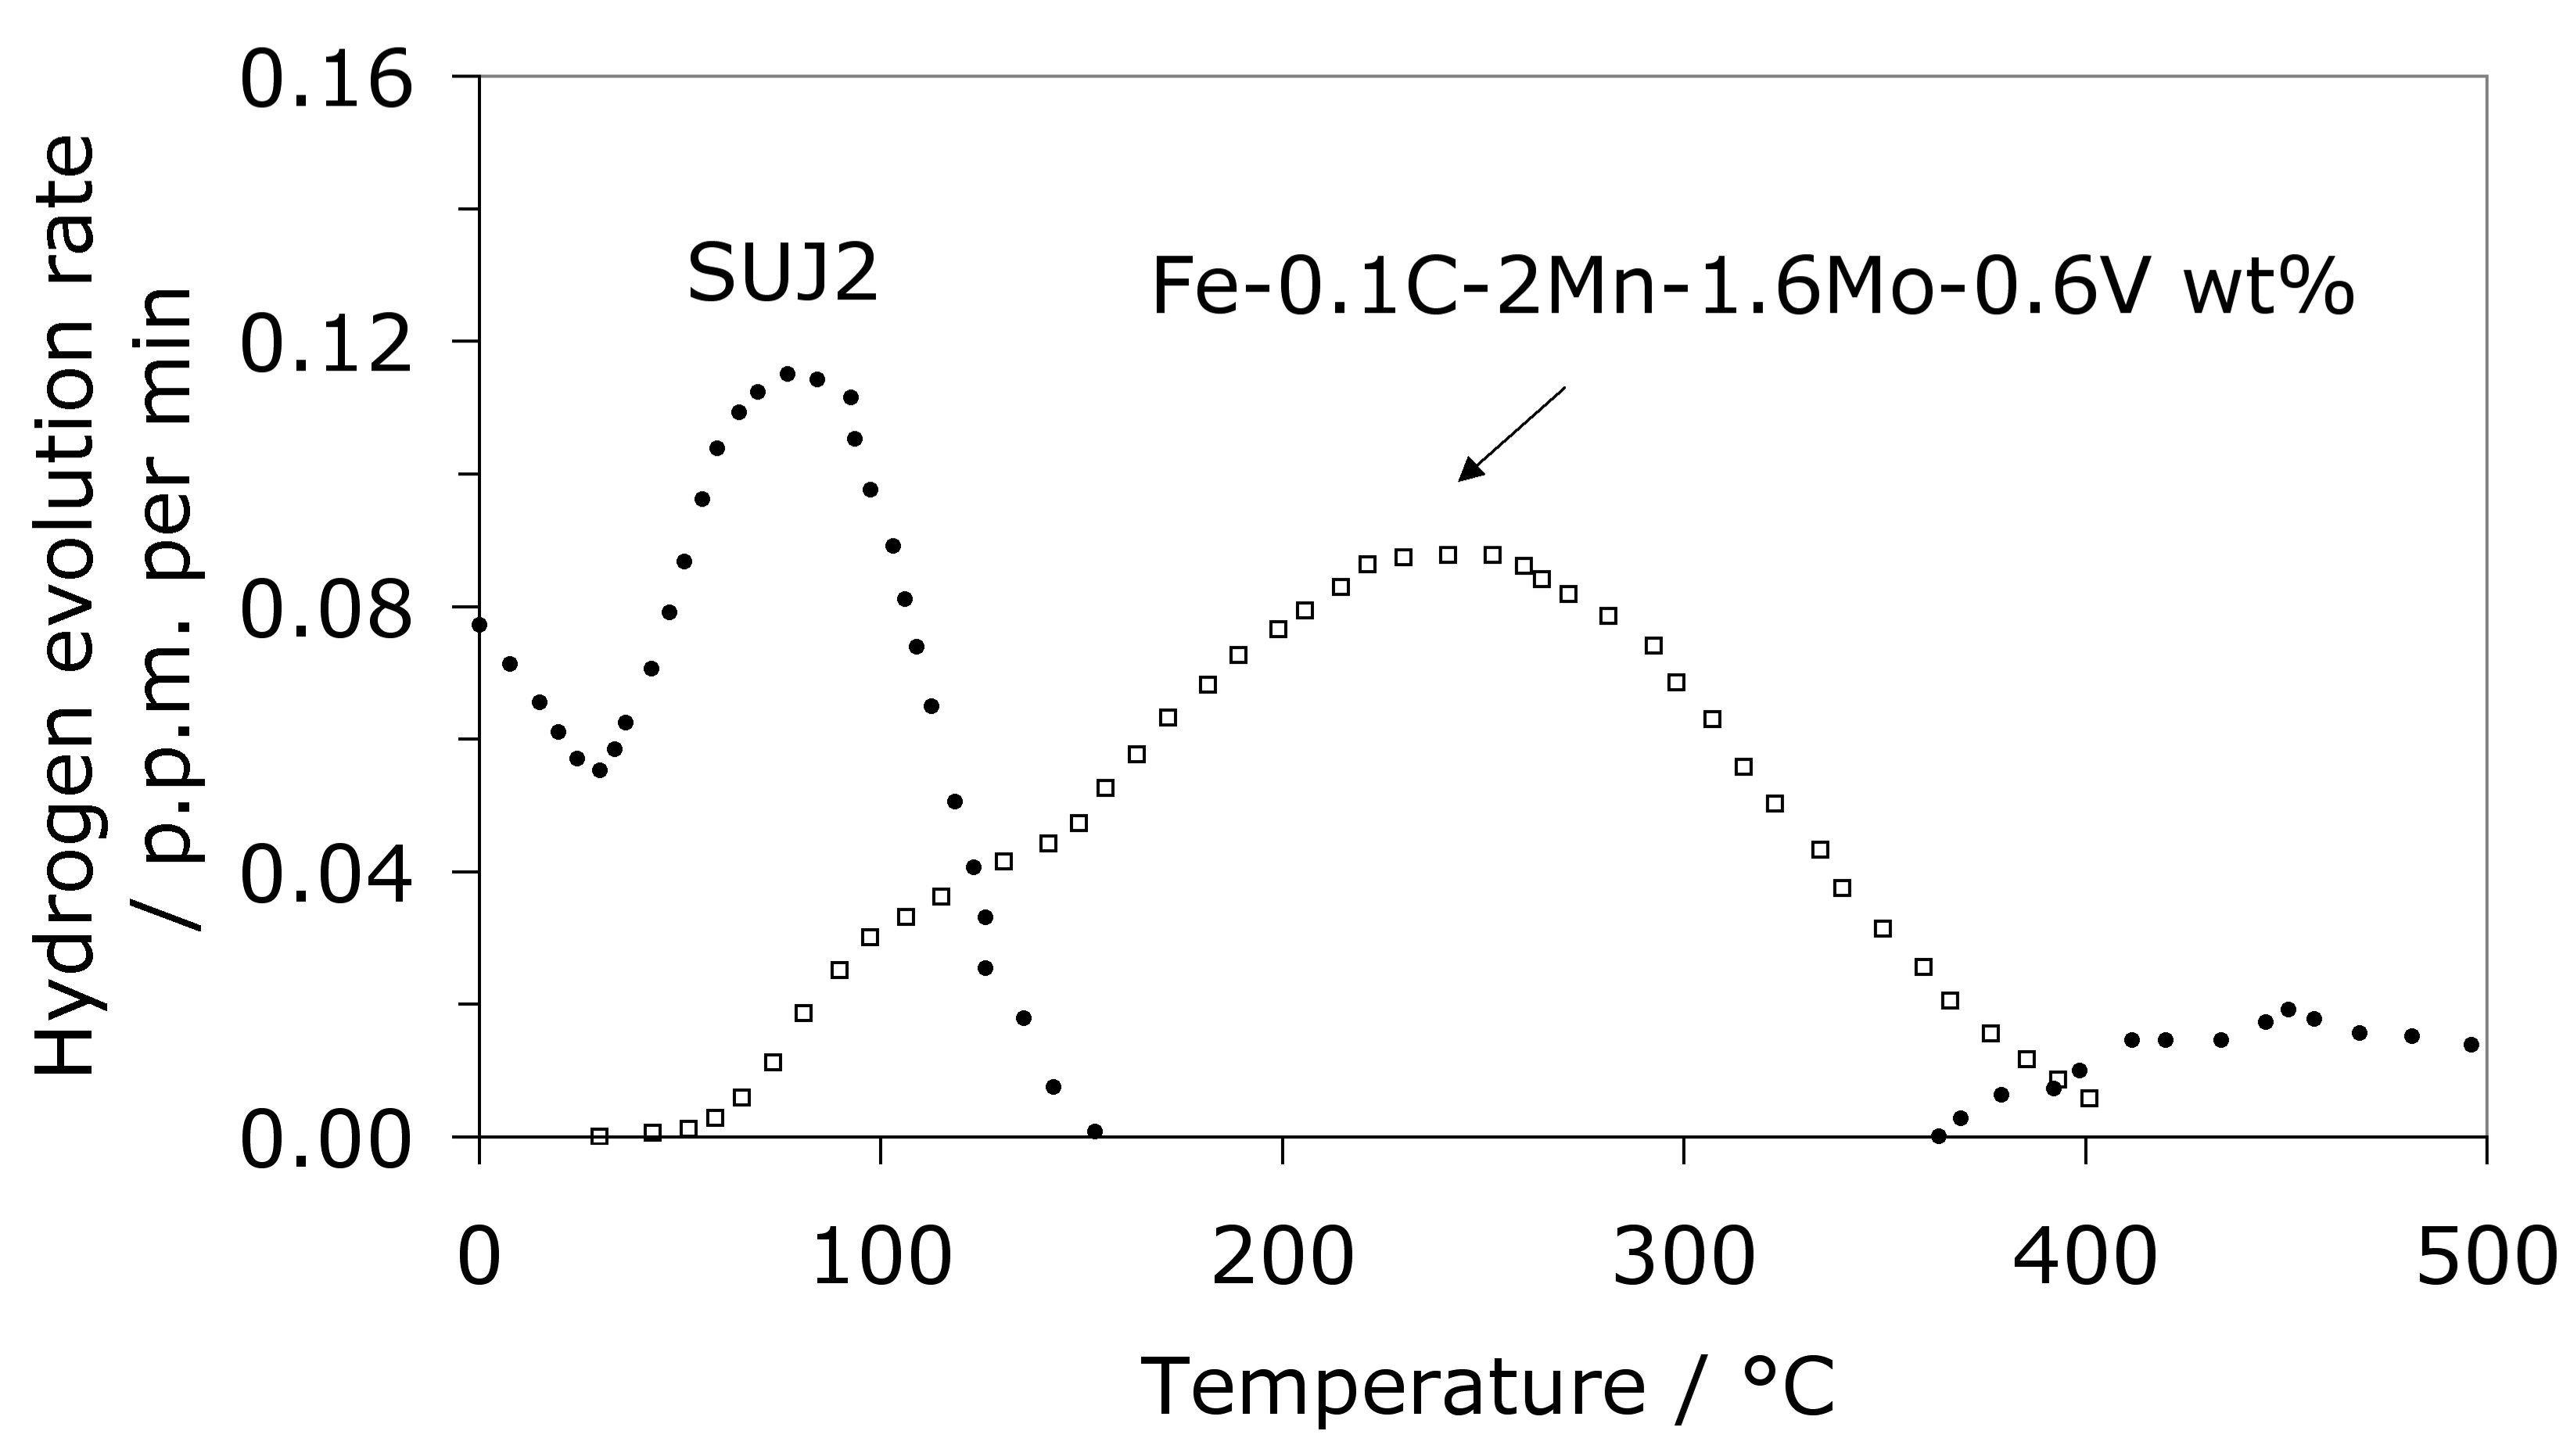 Hydrogen evolution rate
/ p.p.m. per min
0.16
0.12
0.08
0.04
0.00
SUJ2
Fe-0.1C-2Mn-1.6Mo-0.6V wt%
0 100 200 300 400 500
Temperature / °C